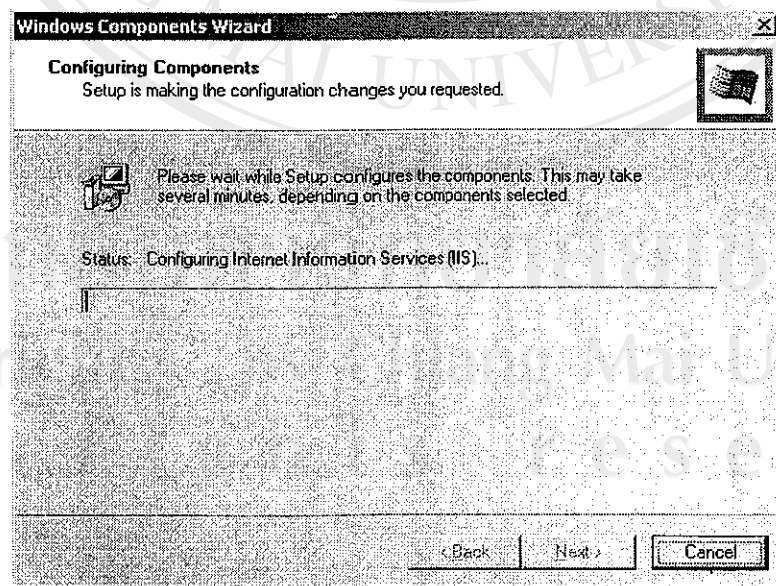 Windows Components Wizard
Configuring Components
Setup is making the configuration changes you requested.
Please wait while Setup configures the components. This may take
several minutes, depending on the components selected.
Status: Configuring Internet Information Services (IIS)...
Chiang Mai U
< Back Next > Cancel